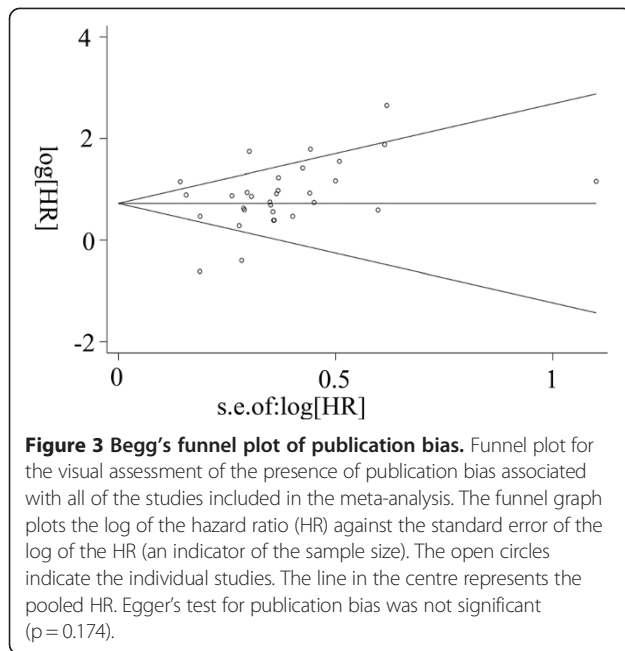 4
2
0
-2
log[HR]
0
0.5
1
s.e.of:log[HR]
Figure 3 Begg's funnel plot of publication bias. Funnel plot for
the visual assessment of the presence of publication bias associated
with all of the studies included in the meta-analysis. The funnel graph
plots the log of the hazard ratio (HR) against the standard error of the
log of the HR (an indicator of the sample size). The open circles
indicate the individual studies. The line in the centre represents the
pooled HR. Egger's test for publication bias was not significant
(p = 0.174).